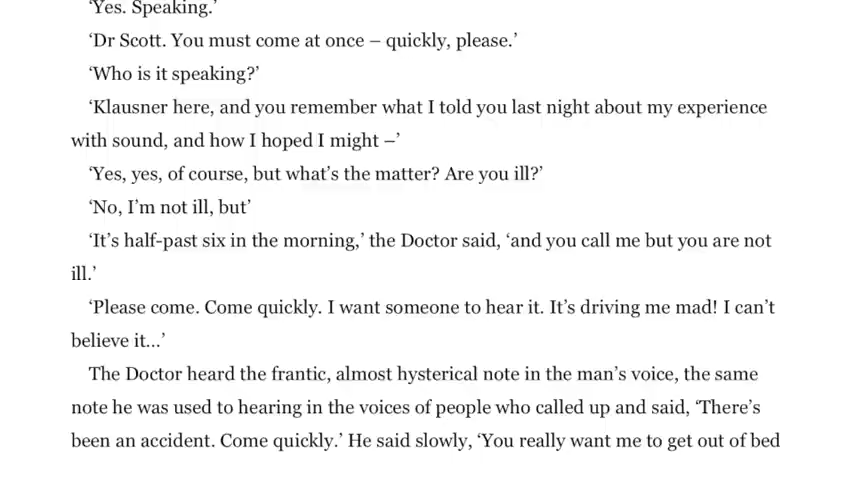 ‘Yes. Speaking.’
‘Dr Scott. You must come at once – quickly, please.’
‘Who is it speaking?’
‘Klausner here, and you remember what I told you last night about my experience
with sound, and how I hoped I might –’
‘Yes, yes, of course, but what’s the matter? Are you ill?’
‘No, I’m not ill, but’
‘It’s half-past six in the morning,’ the Doctor said, ‘and you call me but you are not
ill.’
‘Please come. Come quickly. I want someone to hear it. It’s driving me mad! I can’t
believe it...’
The Doctor heard the frantic, almost hysterical note in the man’s voice, the same
note he was used to hearing in the voices of people who called up and said, ‘There’s
been an accident. Come quickly.’ He said slowly, ‘You really want me to get out of bed